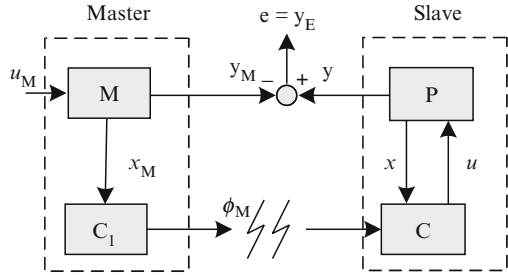 Master
e = y_E
Slave
u_M
M
y_M
−
+
y
P
x_M
x
u
C_1
ϕ_M
C